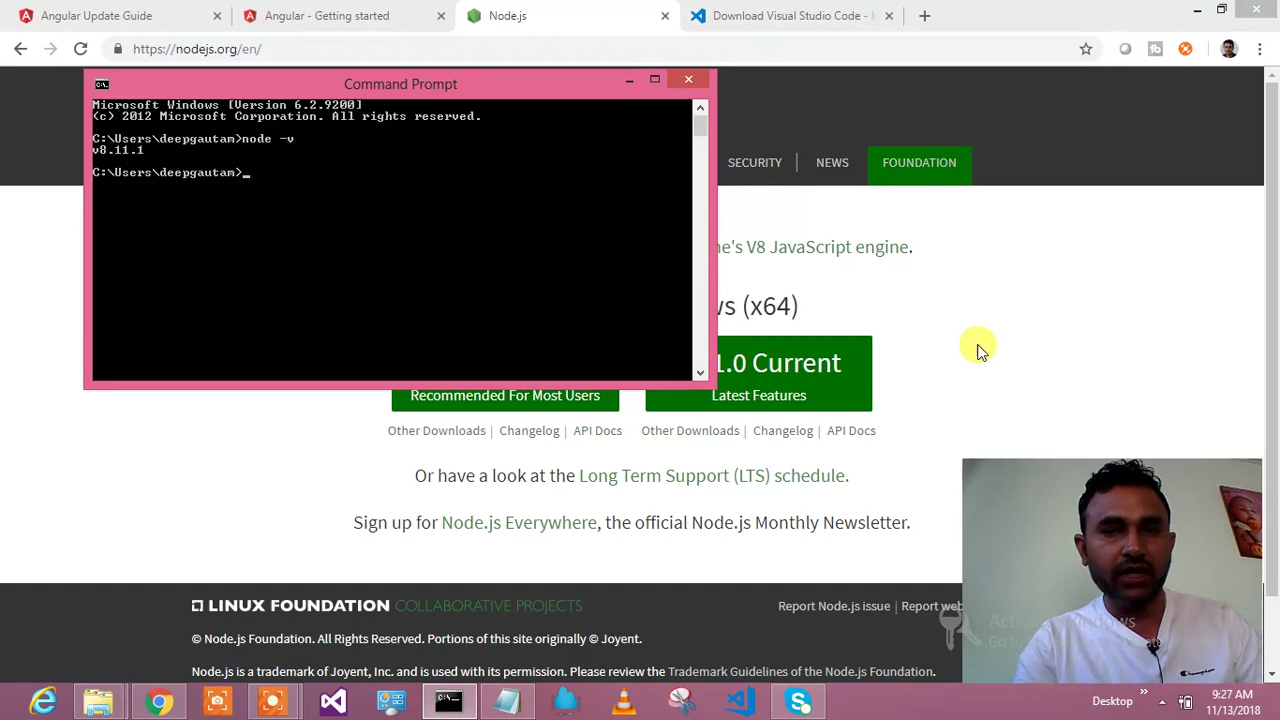 Angular Update Guide
Angular - Getting started
Node.js
Download Visual Studio Code -
https://nodejs.org/en/
Command Prompt
Microsoft Windows [Version 6.2.9200]
(c) 2012 Microsoft Corporation. All rights reserved.
C:\Users\deepgautam>node -v
v8.11.1
C:\Users\deepgautam>_
SECURITY | NEWS FOUNDATION
ne's V8 JavaScript engine.
ws (x64)
1.0 Current
Recommended For Most Users
Latest Features
Other Downloads | Changelog | API Docs
Other Downloads | Changelog | API Docs
Or have a look at the Long Term Support (LTS) schedule.
Sign up for Node.js Everywhere, the official Node.js Monthly Newsletter.
LINUX FOUNDATION COLLABORATIVE PROJECTS
Report Node.js issue | Report web
© Node.js Foundation. All Rights Reserved. Portions of this site originally © Joyent.
Node.js is a trademark of Joyent, Inc. and is used with its permission. Please review the Trademark Guidelines of the Node.js Foundation.
Desktop
9:27 AM
11/13/2018